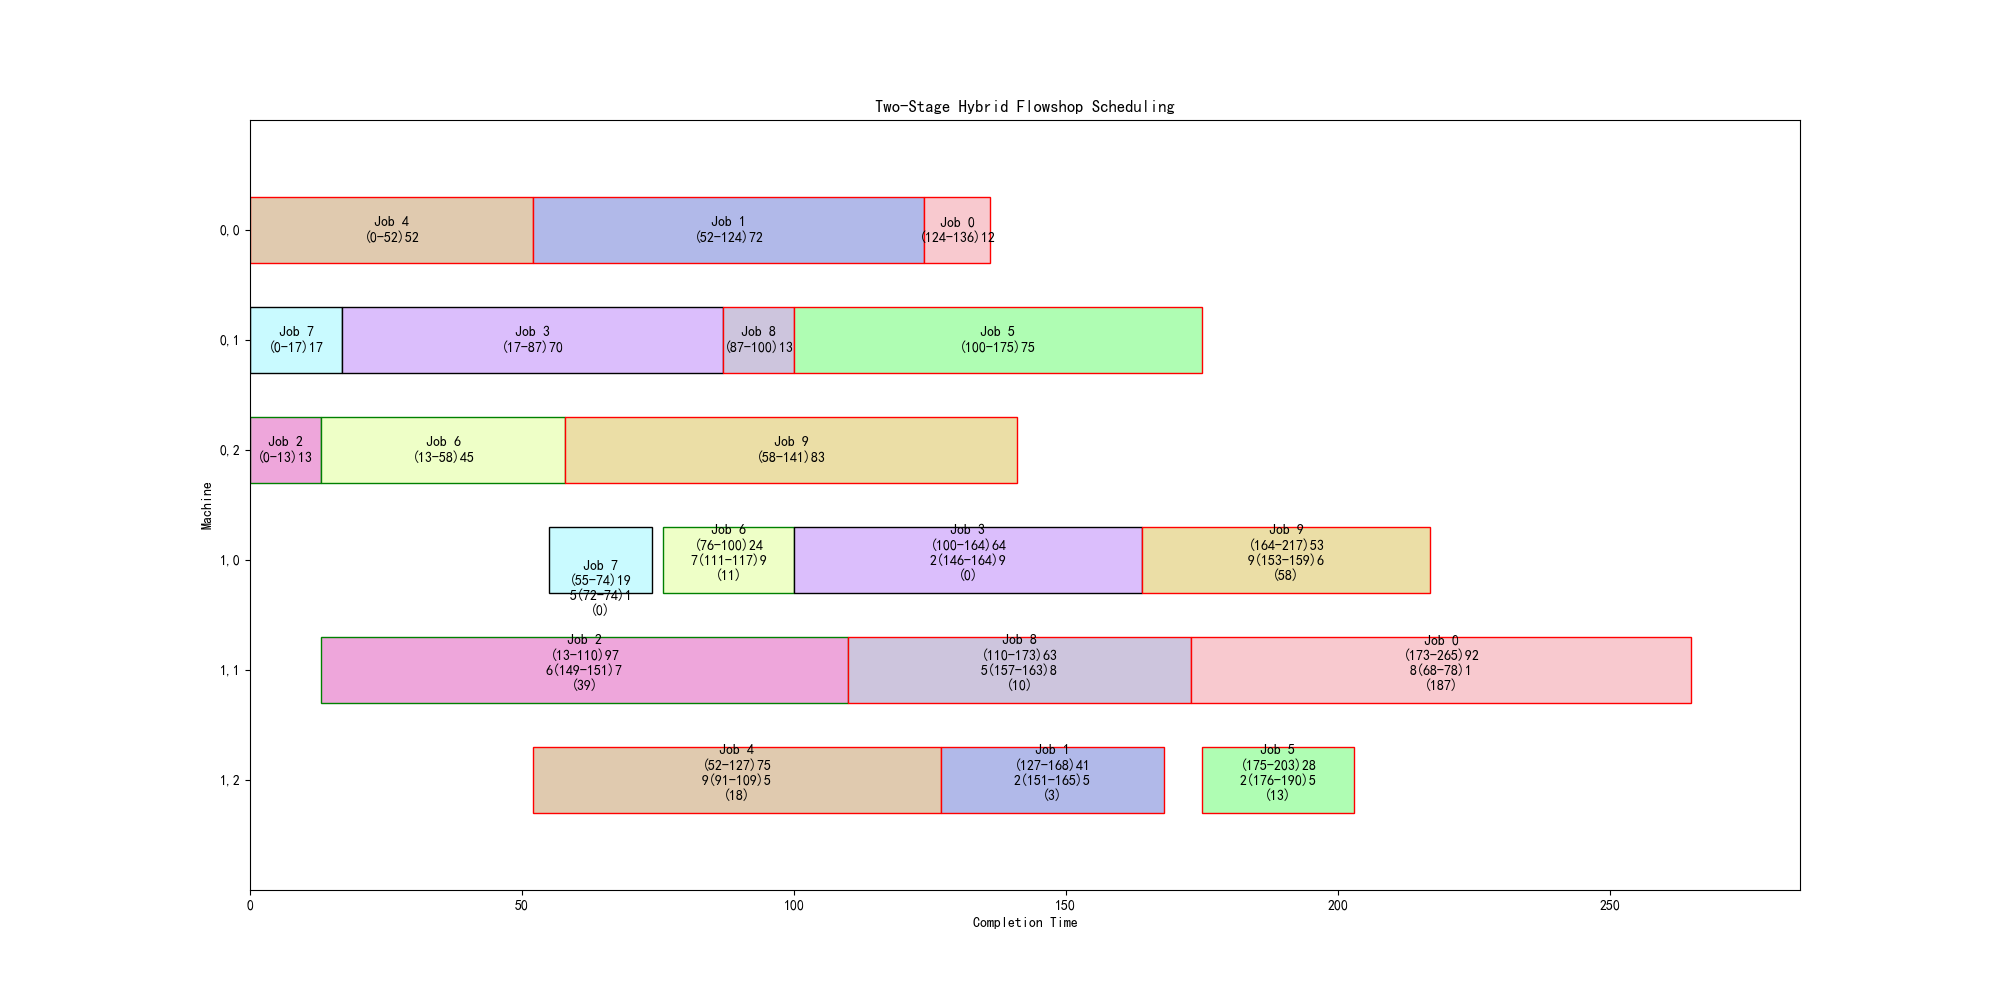 Two-Stage Hybrid Flowshop Scheduling
Machine
0,0
Job 4
(0-52)52
Job 1
(52-124)72
Job 0
(124-136)12
0,1
Job 7
(0-17)17
Job 3
(17-87)70
Job 8
(87-100)13
Job 5
(100-175)75
0,2
Job 2
(0-13)13
Job 6
(13-58)45
Job 9
(58-141)83
1,0
Job 7
(55-74)19
5(72-74)1
(0)
Job 6
(76-100)24
7(111-117)9
(11)
Job 3
(100-164)64
2(146-164)9
(0)
Job 9
(164-217)53
9(153-159)6
(58)
1,1
Job 2
(13-110)97
6(149-151)7
(39)
Job 8
(110-173)63
5(157-163)8
(10)
Job 0
(173-265)92
8(68-78)1
(187)
1,2
Job 4
(52-127)75
9(91-109)5
(18)
Job 1
(127-168)41
2(151-165)5
(3)
Job 5
(175-203)28
2(176-190)5
(13)
0
50
100
150
200
250
Completion Time